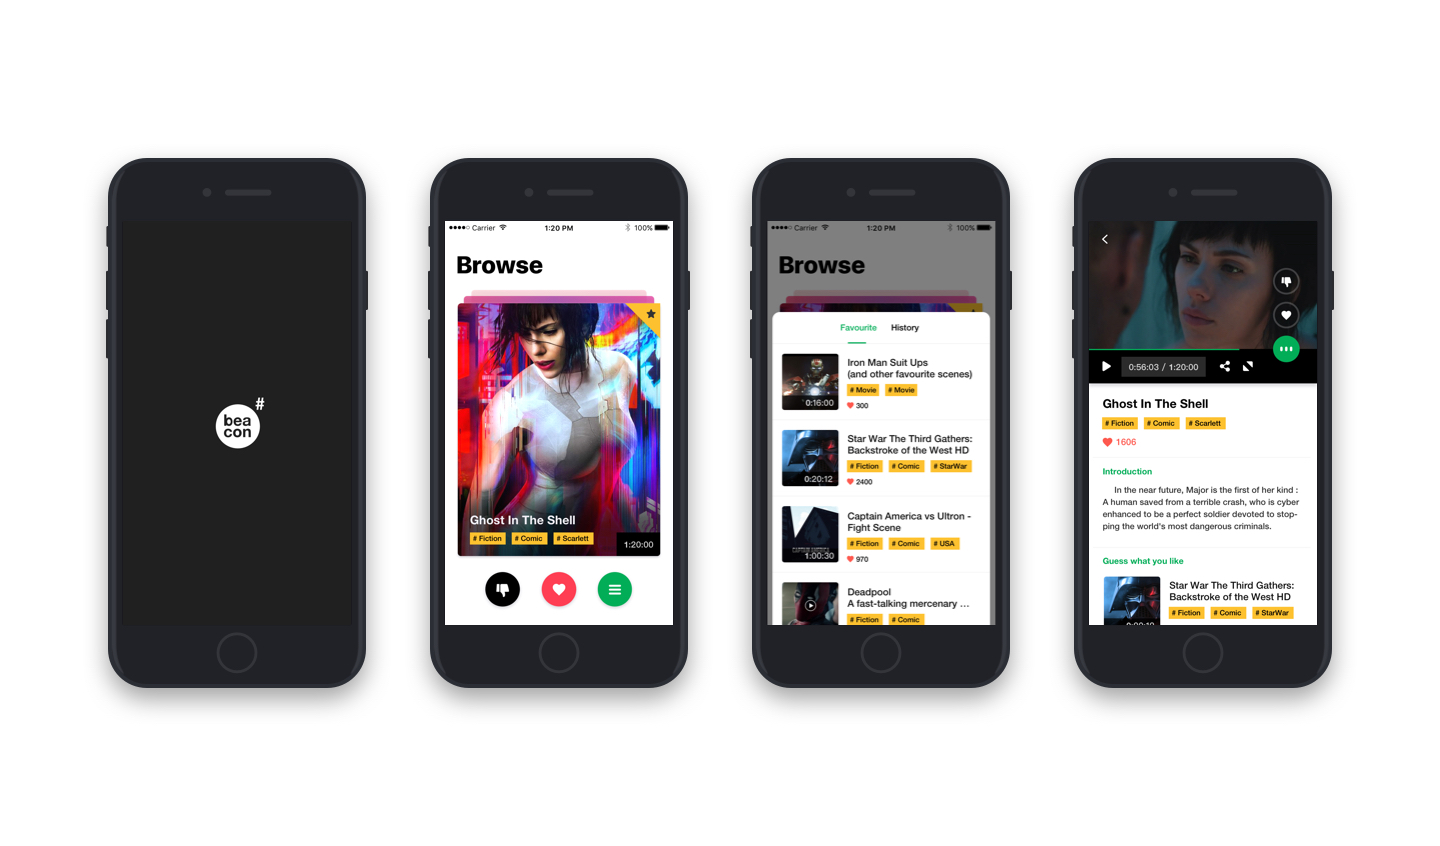 #
bea
con
Carrier 1:20 PM 100%
Browse
Ghost In The Shell
# Fiction # Comic # Scarlett
1:20:00
Carrier 1:20 PM 100%
Browse
Favourite History
Iron Man Suit Ups
(and other favourite scenes)
# Movie # Movie
0:16:00
300
Star War The Third Gathers:
Backstroke of the West HD
# Fiction # Comic # StarWar
0:20:12
2400
Captain America vs Ultron -
Fight Scene
# Fiction # Comic # USA
1:00:30
970
Deadpool
A fast-talking mercenary ...
# Fiction # Comic
0:56:03 / 1:20:00
Ghost In The Shell
# Fiction # Comic # Scarlett
1606
Introduction
In the near future, Major is the first of her kind :
A human saved from a terrible crash, who is cyber
enhanced to be a perfect soldier devoted to stop-
ping the world's most dangerous criminals.
Guess what you like
Star War The Third Gathers:
Backstroke of the West HD
# Fiction # Comic # StarWar